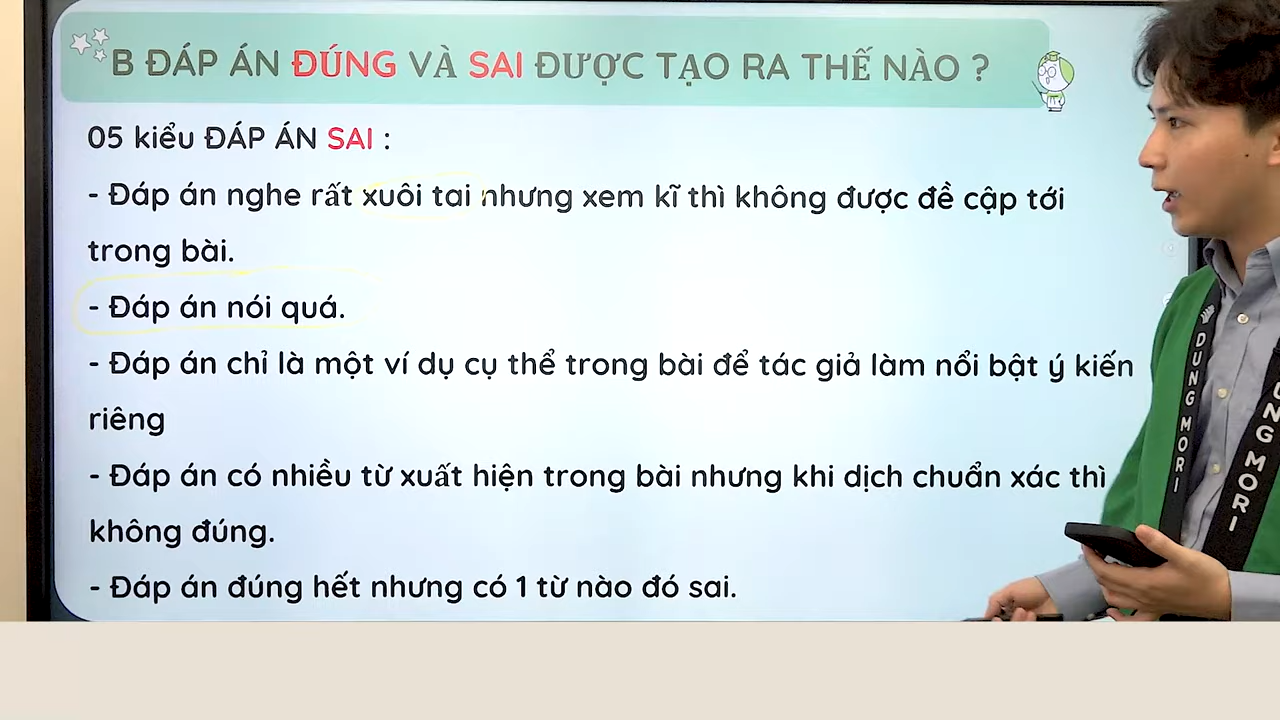 B ĐÁP ÁN ĐÚNG VÀ SAI ĐƯỢC TẠO RA THẾ NÀO ?
05 kiểu ĐÁP ÁN SAI :
- Đáp án nghe rất xuôi tai nhưng xem kĩ thì không được đề cập tới
trong bài.
- Đáp án nói quá.
- Đáp án chỉ là một ví dụ cụ thể trong bài để tác giả làm nổi bật ý kiến
riêng
- Đáp án có nhiều từ xuất hiện trong bài nhưng khi dịch chuẩn xác thì
không đúng.
- Đáp án đúng hết nhưng có 1 từ nào đó sai.
DUNG MORI
UNG MORI